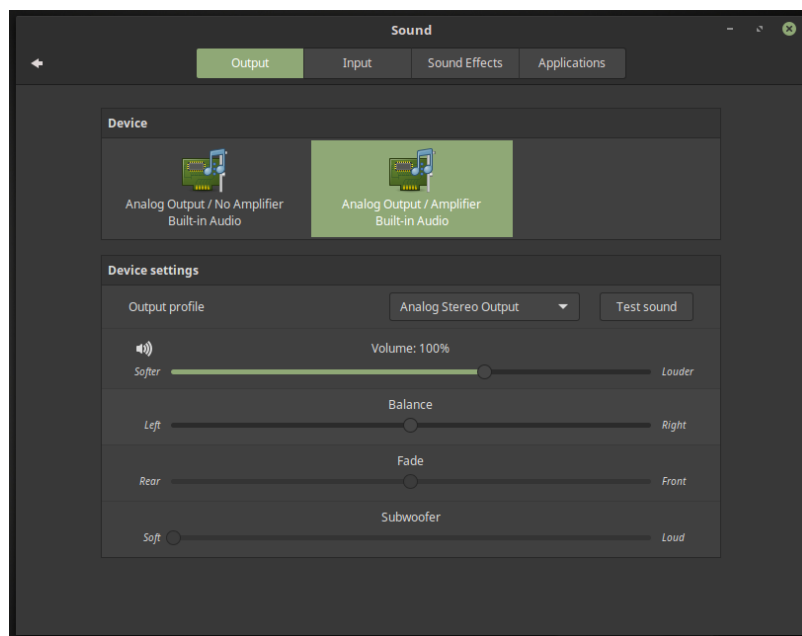 Sound
Output Input Sound Effects Applications
Device
Analog Output / No Amplifier
Built-in Audio
Analog Output / Amplifier
Built-in Audio
Device settings
Output profile Analog Stereo Output Test sound
Volume: 100%
Softer Louder
Balance
Left Right
Fade
Rear Front
Subwoofer
Soft Loud